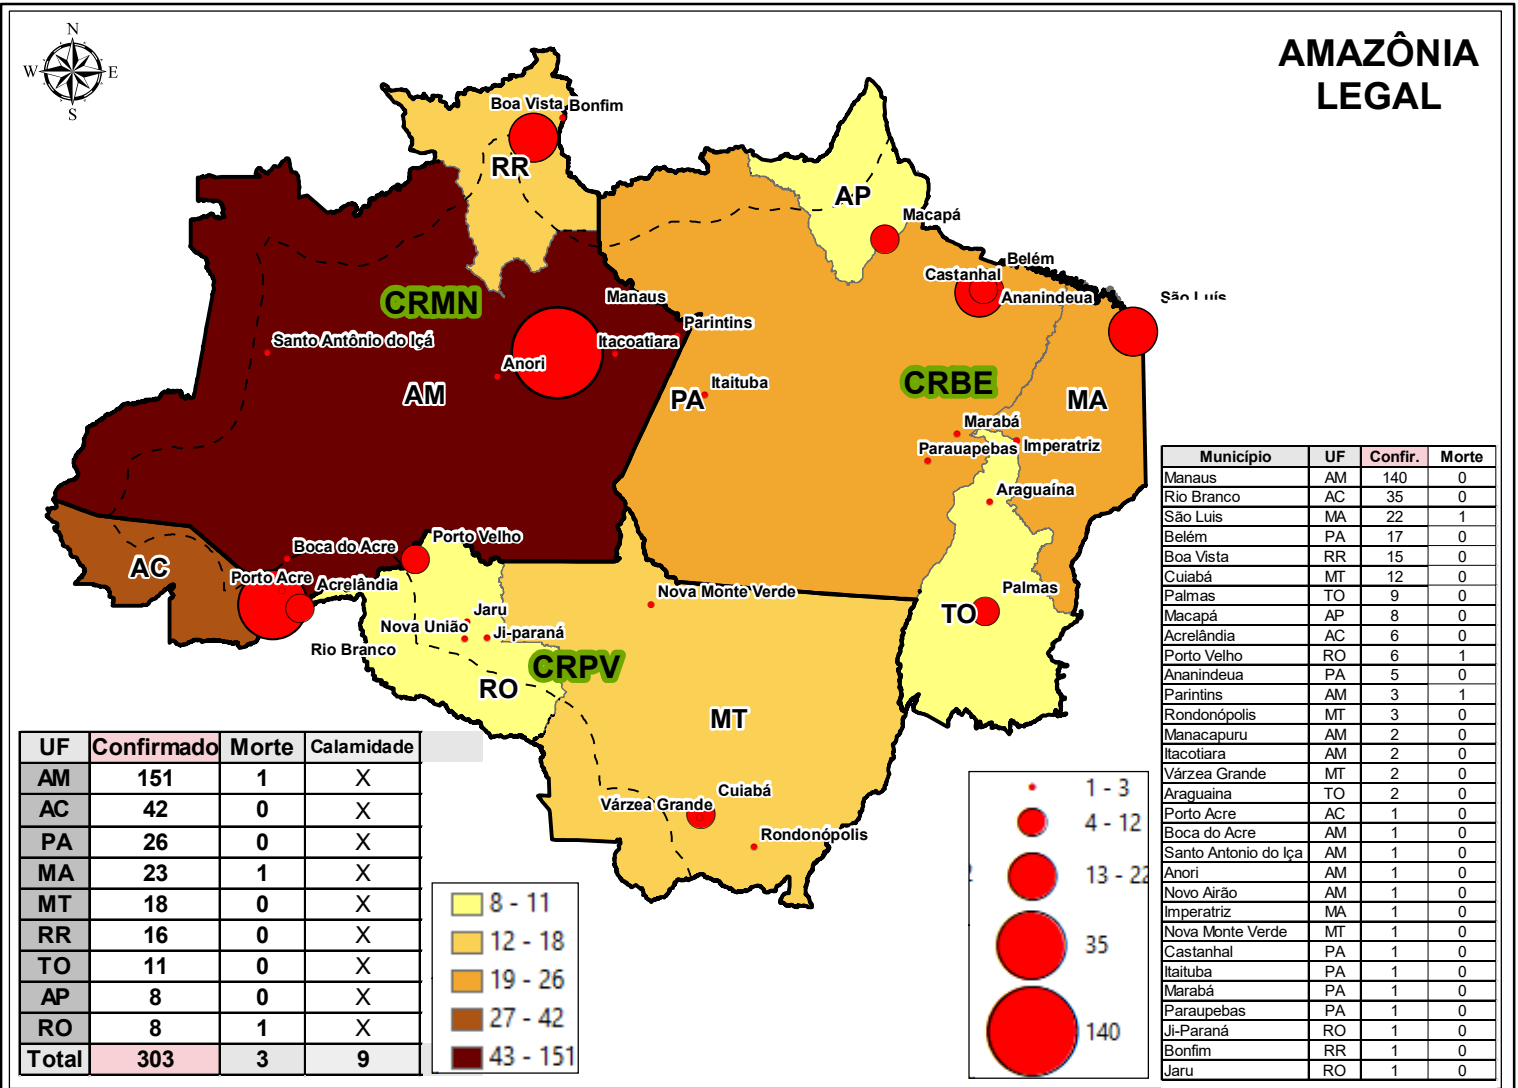 AMAZÔNIA
LEGAL
N
W
E
S
Boa Vista
Bonfim
RR
AP
Macapá
Belém
Castanhal
Ananindeua
São Luís
CRMN
Manaus
Parintins
Santo Antônio do Içá
Itacoatiara
Anori
AM
Itaituba
PA
CRBE
MA
Marabá
Parauapebas
Imperatriz
Araguaína
Boca do Acre
Porto Velho
AC
Porto Acre
Acrelândia
Rio Branco
Nova Monte Verde
Palmas
TO
Jaru
Nova União
Ji-paraná
CRPV
RO
MT
Cuiabá
Várzea Grande
Rondonópolis
UF Confirmado Morte Calamidade
AM 151 1 X
AC 42 0 X
PA 26 0 X
MA 23 1 X
MT 18 0 X
RR 16 0 X
TO 11 0 X
AP 8 0 X
RO 8 1 X
Total 303 3 9
8 - 11
12 - 18
19 - 26
27 - 42
43 - 151
1 - 3
4 - 12
13 - 22
35
140
Município UF Confir. Morte
Manaus AM 140 0
Rio Branco AC 35 0
São Luis MA 22 1
Belém PA 17 0
Boa Vista RR 15 0
Cuiabá MT 12 0
Palmas TO 9 0
Macapá AP 8 0
Acrelândia AC 6 0
Porto Velho RO 6 1
Ananindeua PA 5 0
Parintins AM 3 1
Rondonópolis MT 3 0
Manacapuru AM 2 0
Itacotiara AM 2 0
Várzea Grande MT 2 0
Araguaina TO 2 0
Porto Acre AC 1 0
Boca do Acre AM 1 0
Santo Antonio do Iça AM 1 0
Anori AM 1 0
Novo Airão AM 1 0
Imperatriz MA 1 0
Nova Monte Verde MT 1 0
Castanhal PA 1 0
Itaituba PA 1 0
Marabá PA 1 0
Paraupebas PA 1 0
Ji-Paraná RO 1 0
Bonfim RR 1 0
Jaru RO 1 0